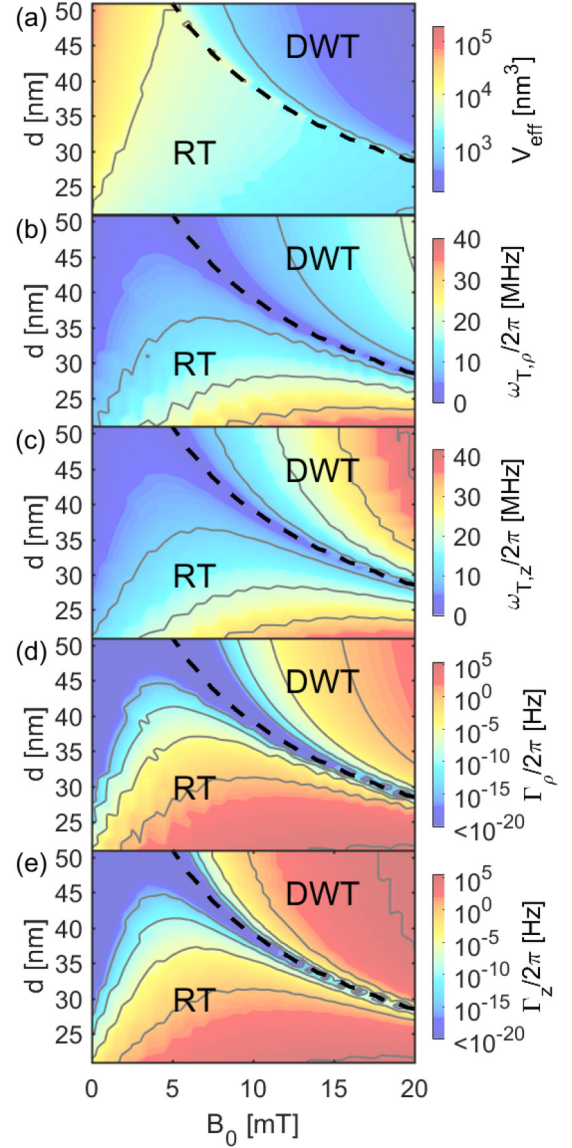 (a)
50
45
40
35
30
25
d [nm]
DWT
RT
10^5
10^4
10^3
V_eff [nm^3]
(b)
50
45
40
35
30
25
d [nm]
DWT
RT
40
30
20
10
0
ω_T,ρ/2π [MHz]
(c)
50
45
40
35
30
25
d [nm]
DWT
RT
40
30
20
10
0
ω_T,z/2π [MHz]
(d)
50
45
40
35
30
25
d [nm]
DWT
RT
10^5
10^0
10^-5
10^-10
10^-15
<10^-20
Γ_ρ/2π [Hz]
(e)
50
45
40
35
30
25
d [nm]
DWT
RT
10^5
10^0
10^-5
10^-10
10^-15
<10^-20
Γ_z/2π [Hz]
0 5 10 15 20
B_0 [mT]